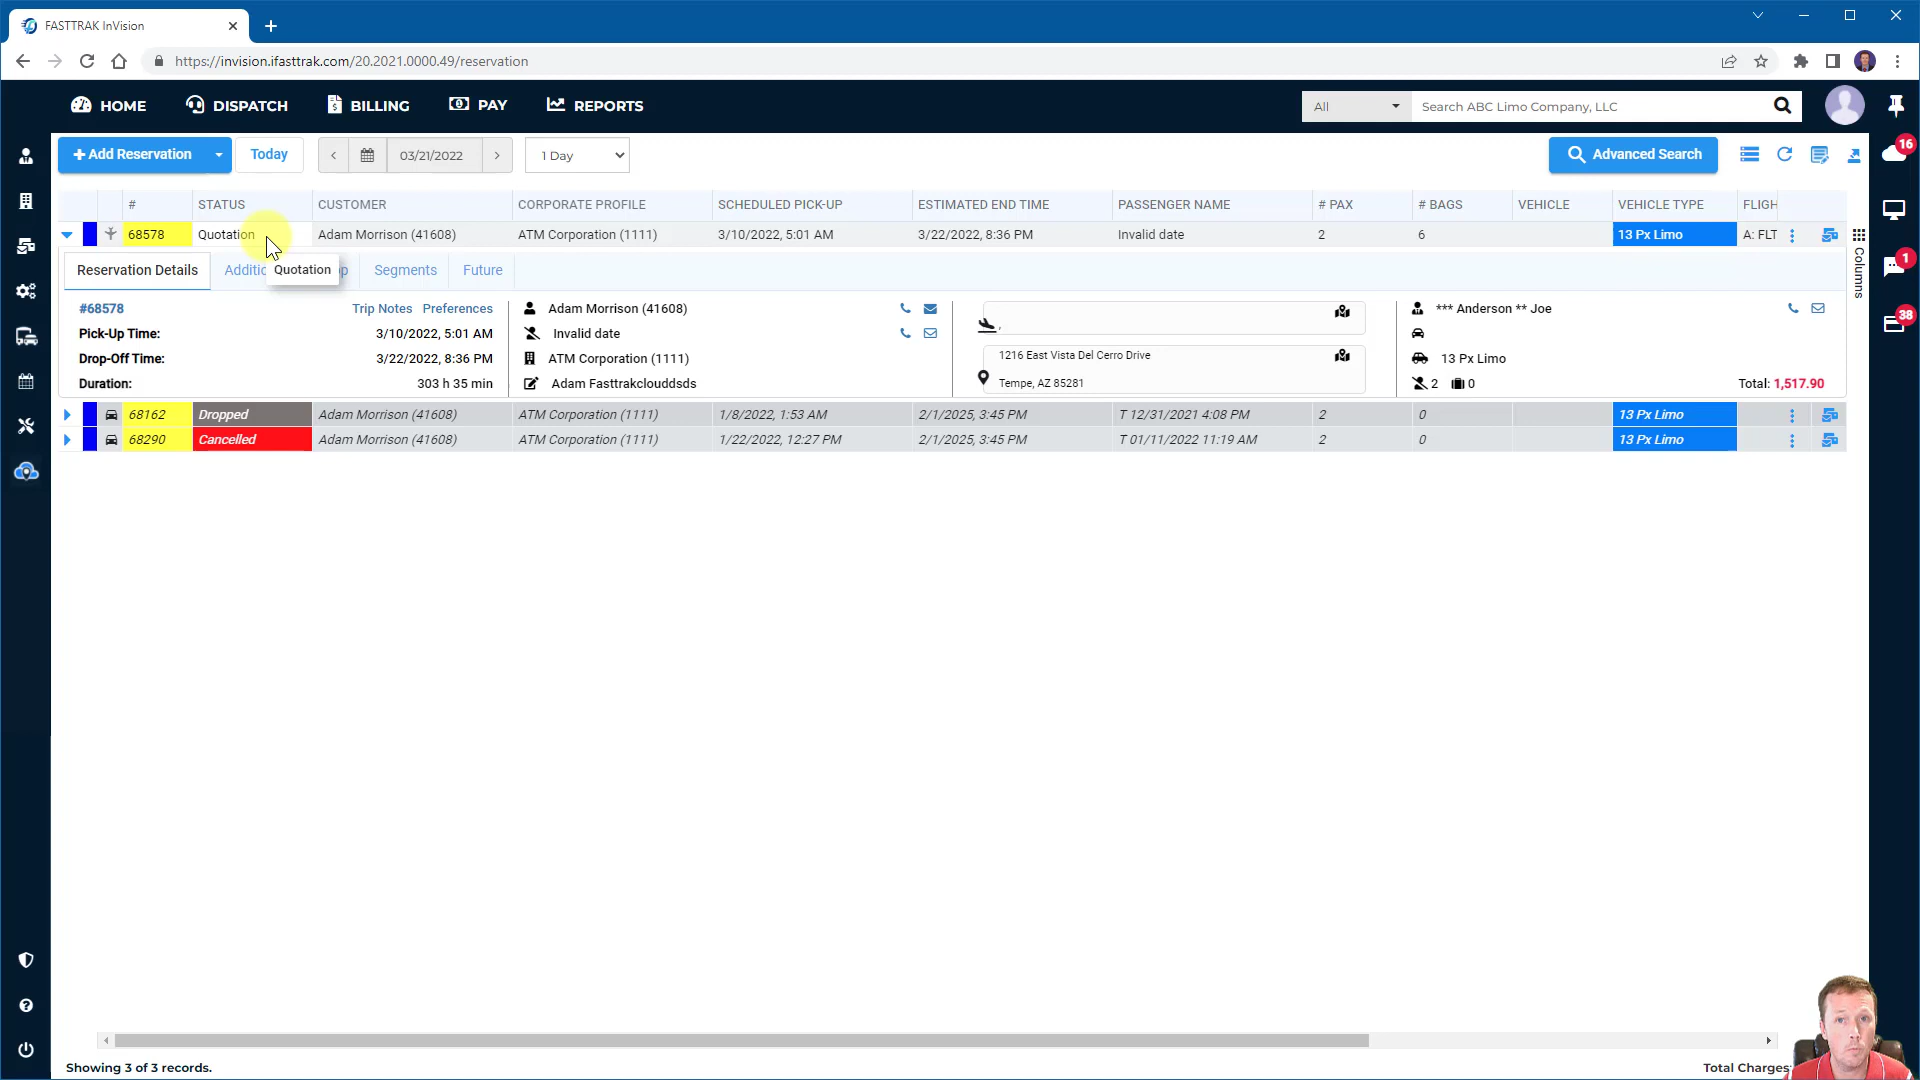 FASTTRAK InVision
https://invision.ifasttrak.com/20.2021.0000.49/reservation
HOME DISPATCH BILLING PAY REPORTS All Search ABC Limo Company, LLC
+ Add Reservation Today 03/21/2022 1 Day Advanced Search 16
# STATUS CUSTOMER CORPORATE PROFILE SCHEDULED PICK-UP ESTIMATED END TIME PASSENGER NAME # PAX # BAGS VEHICLE VEHICLE TYPE FLIGH
68578 Quotation Adam Morrison (41608) ATM Corporation (1111) 3/10/2022, 5:01 AM 3/22/2022, 8:36 PM Invalid date 2 6 13 Px Limo A: FLT
Columns
1
38
Reservation Details Additio Quotation p Segments Future
#68578 Trip Notes Preferences Adam Morrison (41608) *** Anderson ** Joe
Pick-Up Time: 3/10/2022, 5:01 AM Invalid date ,
Drop-Off Time: 3/22/2022, 8:36 PM ATM Corporation (1111) 1216 East Vista Del Cerro Drive 13 Px Limo
Duration: 303 h 35 min Adam Fasttrakclouddsds Tempe, AZ 85281 2 0 Total: 1,517.90
68162 Dropped Adam Morrison (41608) ATM Corporation (1111) 1/8/2022, 1:53 AM 2/1/2025, 3:45 PM T 12/31/2021 4:08 PM 2 0 13 Px Limo
68290 Cancelled Adam Morrison (41608) ATM Corporation (1111) 1/22/2022, 12:27 PM 2/1/2025, 3:45 PM T 01/11/2022 11:19 AM 2 0 13 Px Limo
Showing 3 of 3 records. Total Charges